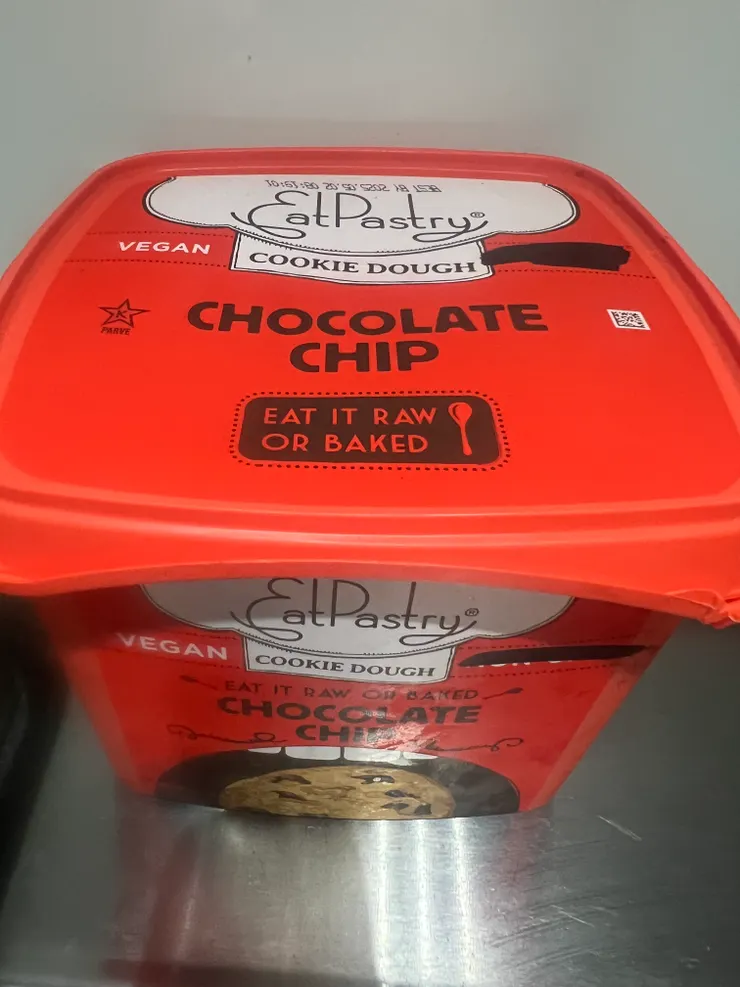 EatPastry®
VEGAN
COOKIE DOUGH
K
PARVE
CHOCOLATE
CHIP
EAT IT RAW
OR BAKED
EatPastry®
VEGAN
COOKIE DOUGH
EAT IT RAW OR BAKED
CHOCOLATE
CHIP